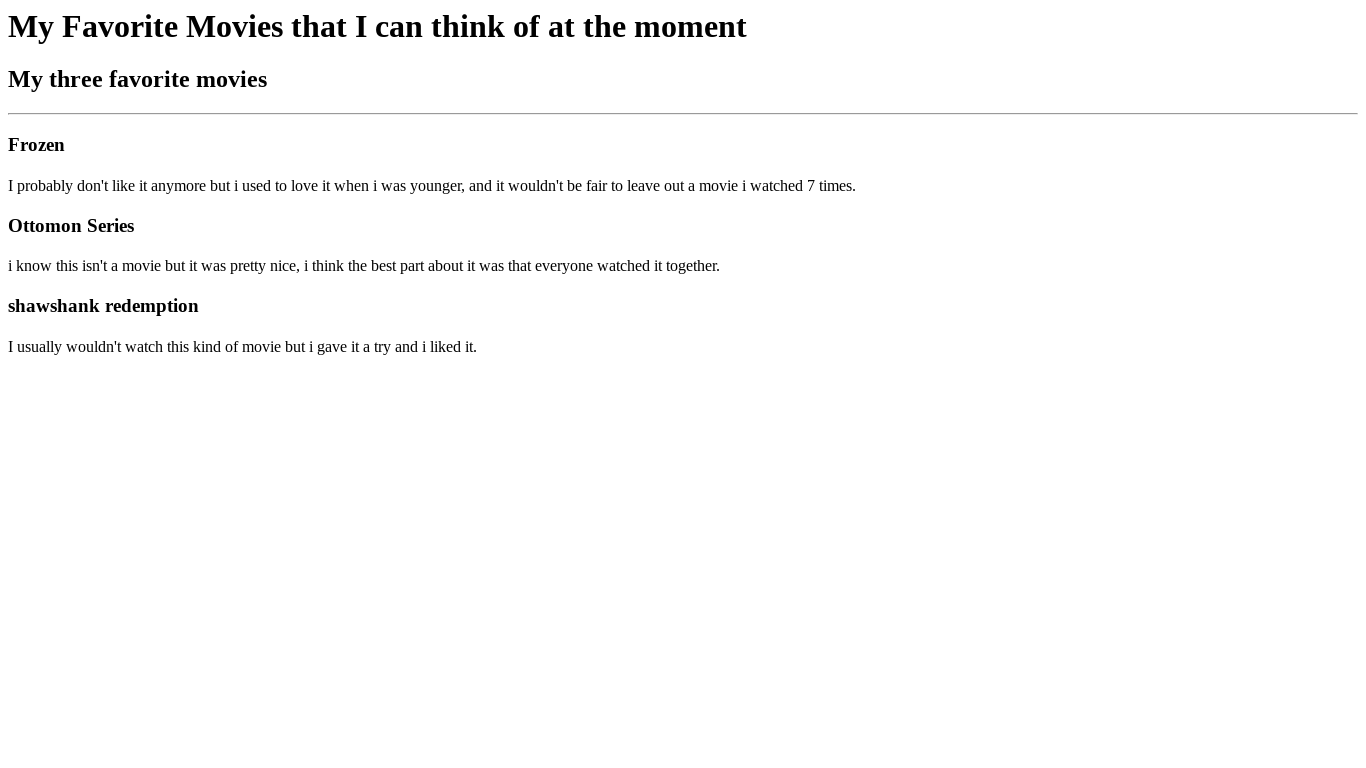 My Favorite Movies that I can think of at the moment
My three favorite movies
Frozen
I probably don't like it anymore but i used to love it when i was younger, and it wouldn't be fair to leave out a movie i watched 7 times.
Ottomon Series
i know this isn't a movie but it was pretty nice, i think the best part about it was that everyone watched it together.
shawshank redemption
I usually wouldn't watch this kind of movie but i gave it a try and i liked it.